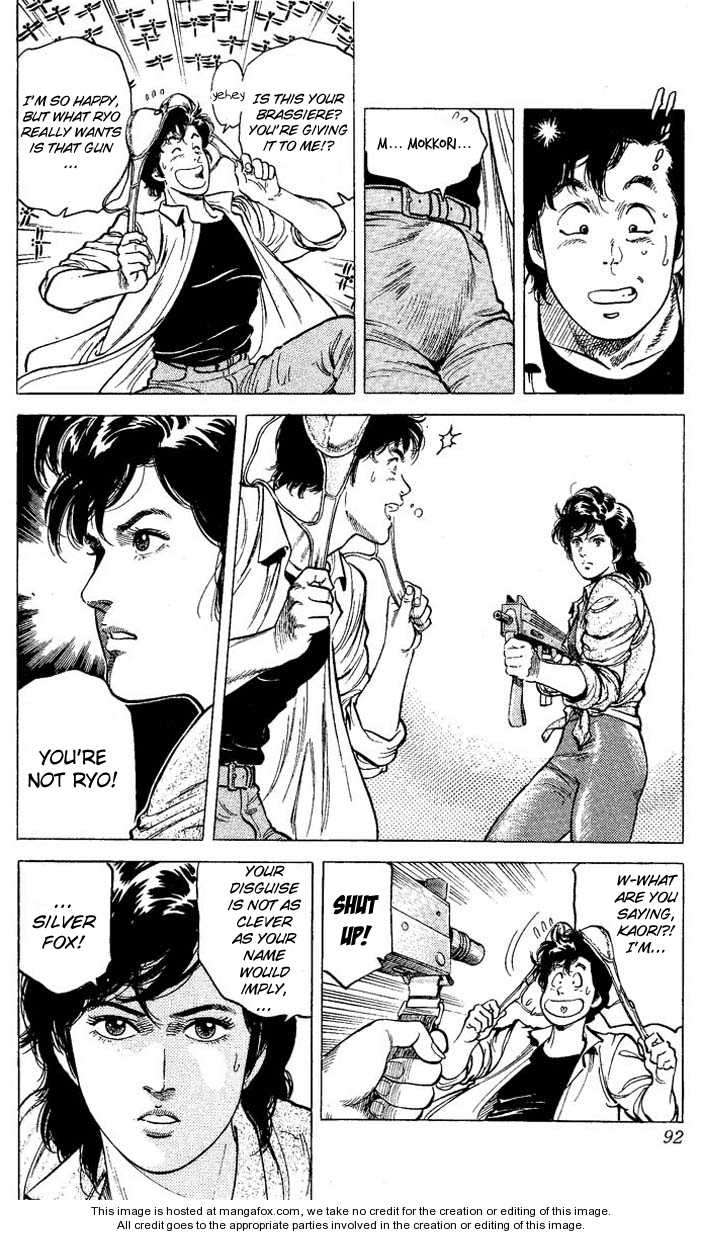 IS THIS YOUR
BRASSIERE?
YOU'RE GIVING
IT TO ME!?
yehey
I'M SO HAPPY,
BUT WHAT RYO
REALLY WANTS
IS THAT GUN
...
M... MOKKORI...
YOU'RE
NOT RYO!
W-WHAT
ARE YOU
SAYING,
KAORI?!
I'M...
SHUT
UP!
YOUR
DISGUISE
IS NOT AS
CLEVER
AS YOUR
NAME
WOULD
IMPLY,
...
...
SILVER
FOX!
92
This image is hosted at mangafox.com, we take no credit for the creation or editing of this image.
All credit goes to the appropriate parties involved in the creation or editing of this image.